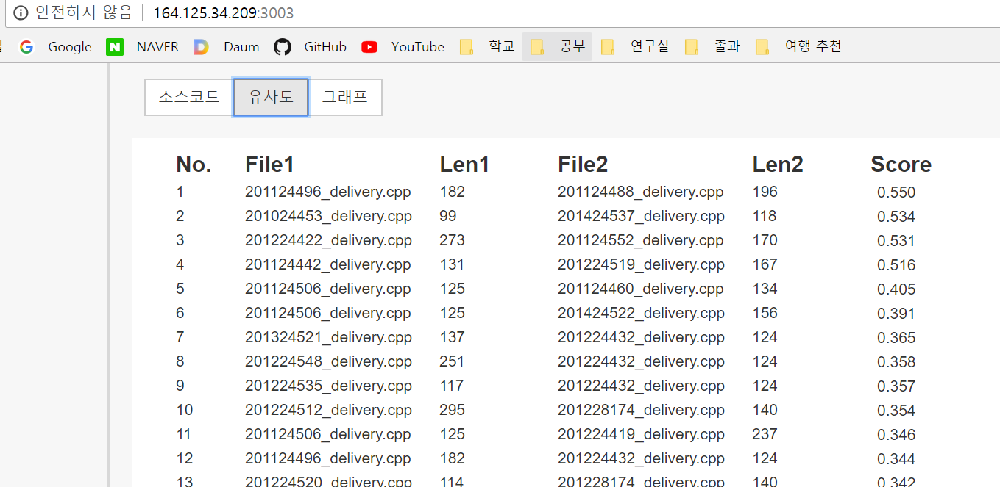 안전하지 않음 164.125.34.209:3003
Google NAVER Daum GitHub YouTube 학교 공부 연구실 졸과 여행 추천
소스코드 유사도 그래프
No. File1 Len1 File2 Len2 Score
1 201124496_delivery.cpp 182 201124488_delivery.cpp 196 0.550
2 201024453_delivery.cpp 99 201424537_delivery.cpp 118 0.534
3 201224422_delivery.cpp 273 201124552_delivery.cpp 170 0.531
4 201124442_delivery.cpp 131 201224519_delivery.cpp 167 0.516
5 201124506_delivery.cpp 125 201124460_delivery.cpp 134 0.405
6 201124506_delivery.cpp 125 201424522_delivery.cpp 156 0.391
7 201324521_delivery.cpp 137 201224432_delivery.cpp 124 0.365
8 201224548_delivery.cpp 251 201224432_delivery.cpp 124 0.358
9 201224535_delivery.cpp 117 201224432_delivery.cpp 124 0.357
10 201224512_delivery.cpp 295 201228174_delivery.cpp 140 0.354
11 201124506_delivery.cpp 125 201224419_delivery.cpp 237 0.346
12 201124496_delivery.cpp 182 201224432_delivery.cpp 124 0.344
13 201224520_delivery.cpp 114 201228174_delivery.cpp 140 0.342